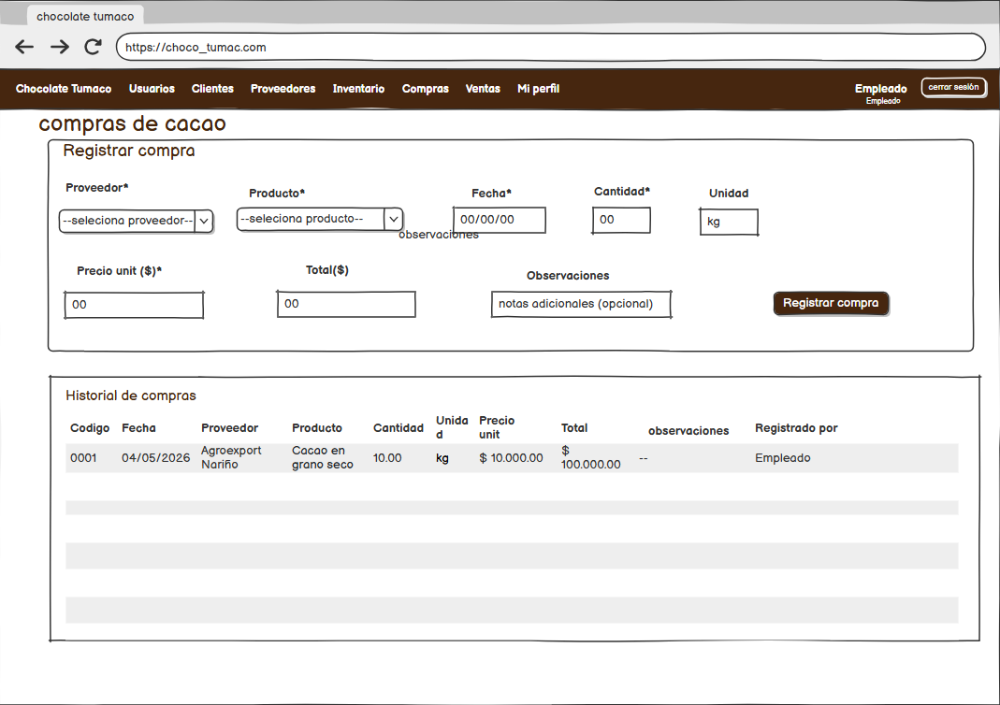 chocolate tumaco
https://choco_tumac.com
Chocolate Tumaco Usuarios Clientes Proveedores Inventario Compras Ventas Mi perfil Empleado cerrar sesión
Empleado
compras de cacao
Registrar compra
Proveedor* Producto* Fecha* Cantidad* Unidad
--seleciona proveedor-- --seleciona producto-- 00/00/00 00 kg
observaciones
Precio unit ($)* Total($) Observaciones
00 00 notas adicionales (opcional) Registrar compra
Historial de compras
Codigo Fecha Proveedor Producto Cantidad Unida
d Precio
unit Total observaciones Registrado por
0001 04/05/2026 Agroexport
Nariño Cacao en
grano seco 10.00 kg $ 10.000.00 $
100.000.00 -- Empleado